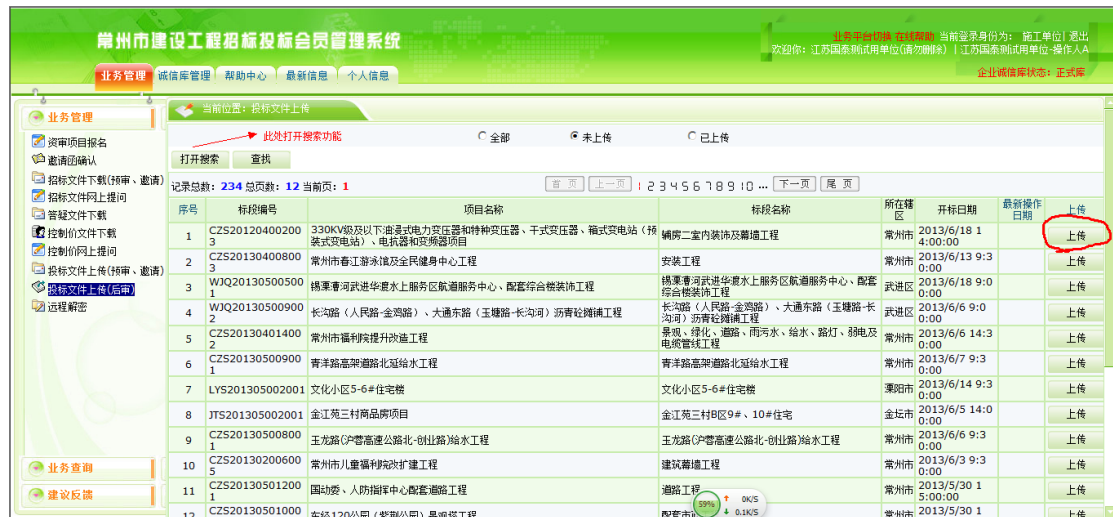 常州市建设工程招标投标会员管理系统
业务平台切换 在线帮助 当前登录身份为： 施工单位| 退出
欢迎你：江苏国泰则试用单位(请勿删除) | 江苏国泰则试用单位-操作人A
业务管理 诚信库管理 帮助中心 最新信息 个人信息
企业诚信库状态：正式库
业务管理
当前位置：投标文件上传
资审项目报名
邀请函确认
招标文件下载(预审、邀请)
招标文件网上提问
答疑文件下载
控制价文件下载
控制价网上提问
投标文件上传(预审、邀请)
投标文件上传(后审)
远程解密
业务查询
建议反馈
此处打开搜索功能
全部 未上传 已上传
打开搜索 查找
记录总数：234 总页数：12 当前页：1
首 页 上一页 1 2 3 4 5 6 7 8 9 10 ... 下一页 尾 页
序号 标段编号 项目名称 标段名称 所在辖区 开标日期 最新操作日期 上传
1 CZS201204002003 330KV级及以下油浸式电力变压器和特种变压器、干式变压器、箱式变电站（预装式变电站）、电抗器和变频器项目 辅房二室内装饰及幕墙工程 常州市 2013/6/18 14:00:00 上传
2 CZS201304008003 常州市春江游泳馆及全民健身中心工程 安装工程 常州市 2013/6/13 9:30:00 上传
3 WJQ201305005001 锡溧漕河武进华渡水上服务区航道服务中心、配套综合楼装饰工程 锡溧漕河武进华渡水上服务区航道服务中心、配套综合楼装饰工程 武进区 2013/6/18 9:00:00 上传
4 WJQ201305009002 长沟路（人民路-金鸡路）、大通东路（玉塘路-长沟河）沥青砼摊铺工程 长沟路（人民路-金鸡路）、大通东路（玉塘路-长沟河）沥青砼摊铺工程 武进区 2013/6/6 9:00:00 上传
5 CZS201304014002 常州市福利院提升改造工程 景观、绿化、道路、雨污水、给水、路灯、弱电及电缆管线工程 常州市 2013/6/6 14:30:00 上传
6 CZS201305009001 青洋路高架道路北延给水工程 青洋路高架道路北延给水工程 常州市 2013/6/7 9:30:00 上传
7 LYS201305002001 文化小区5-6#住宅楼 文化小区5-6#住宅楼 溧阳市 2013/6/14 9:30:00 上传
8 JTS201305002001 金江苑三村商品房项目 金江苑三村B区9#、10#住宅 金坛市 2013/6/5 14:00:00 上传
9 CZS201305008001 玉龙路(沪蓉高速公路北-创业路)给水工程 玉龙路(沪蓉高速公路北-创业路)给水工程 常州市 2013/6/6 9:30:00 上传
10 CZS201302006005 常州市儿童福利院改扩建工程 建筑幕墙工程 常州市 2013/6/3 9:30:00 上传
11 CZS201305012001 国动委、人防指挥中心配套道路工程 道路工程 常州市 2013/5/30 15:00:00 上传
12 CZS20130501000 东经120公园（紫荆公园）景观塔工程 配套市 常州市 2013/5/30 1 上传
59% 0K/S
0.1K/S